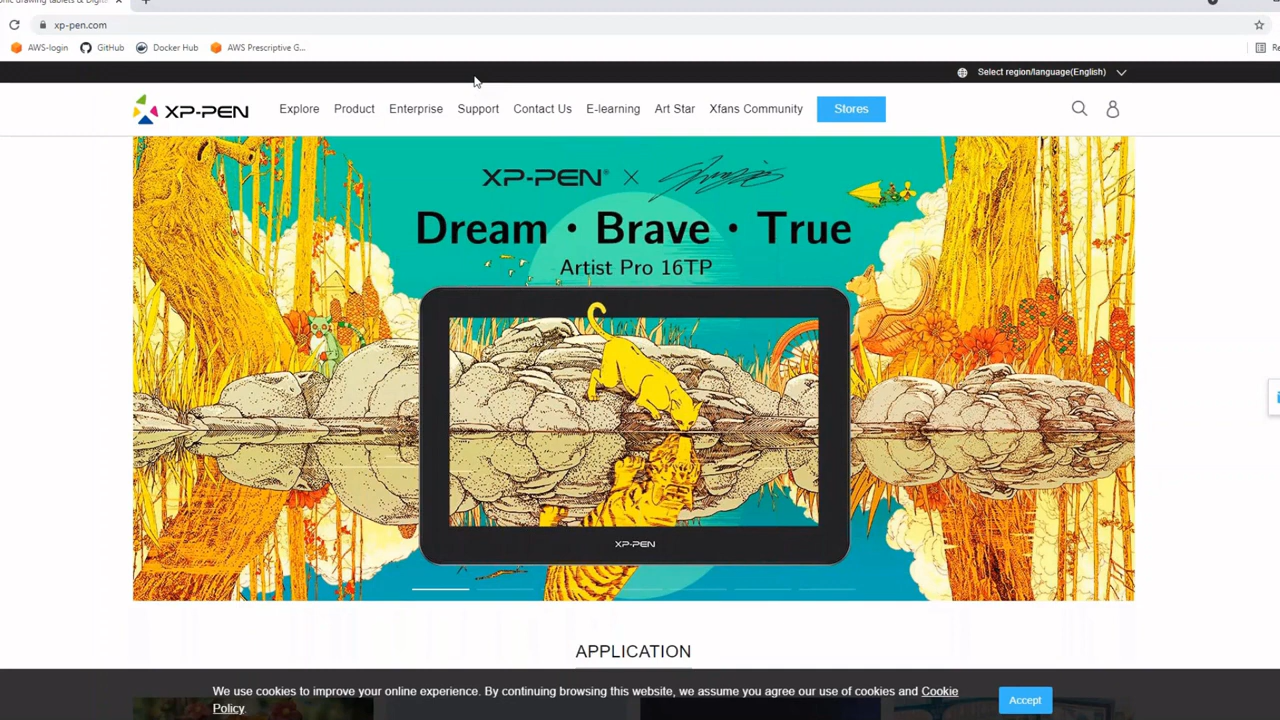 xp-pen.com
AWS-login GitHub Docker Hub AWS Prescriptive G...
Select region/language(English)
XP-PEN Explore Product Enterprise Support Contact Us E-learning Art Star Xfans Community Stores
XP-PEN X
Dream · Brave · True
Artist Pro 16TP
XP-PEN
APPLICATION
We use cookies to improve your online experience. By continuing browsing this website, we assume you agree our use of cookies and Cookie
Policy.
Accept